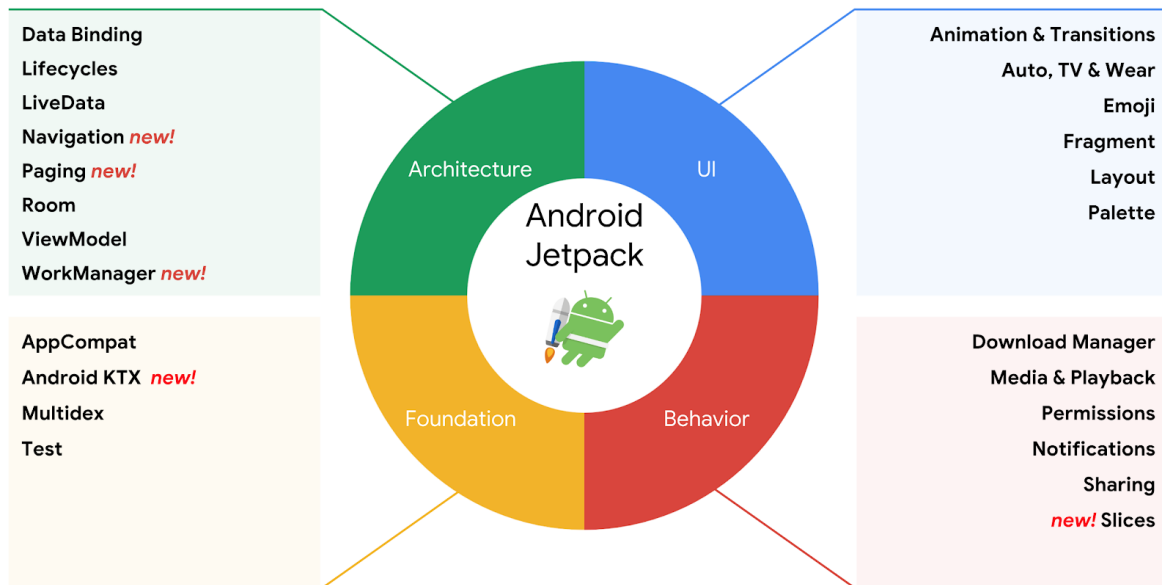 Data Binding
Lifecycles
LiveData
Navigation new!
Paging new!
Room
ViewModel
WorkManager new!
Animation & Transitions
Auto, TV & Wear
Emoji
Fragment
Layout
Palette
Architecture
UI
Android
Jetpack
Foundation
Behavior
AppCompat
Android KTX new!
Multidex
Test
Download Manager
Media & Playback
Permissions
Notifications
Sharing
new! Slices